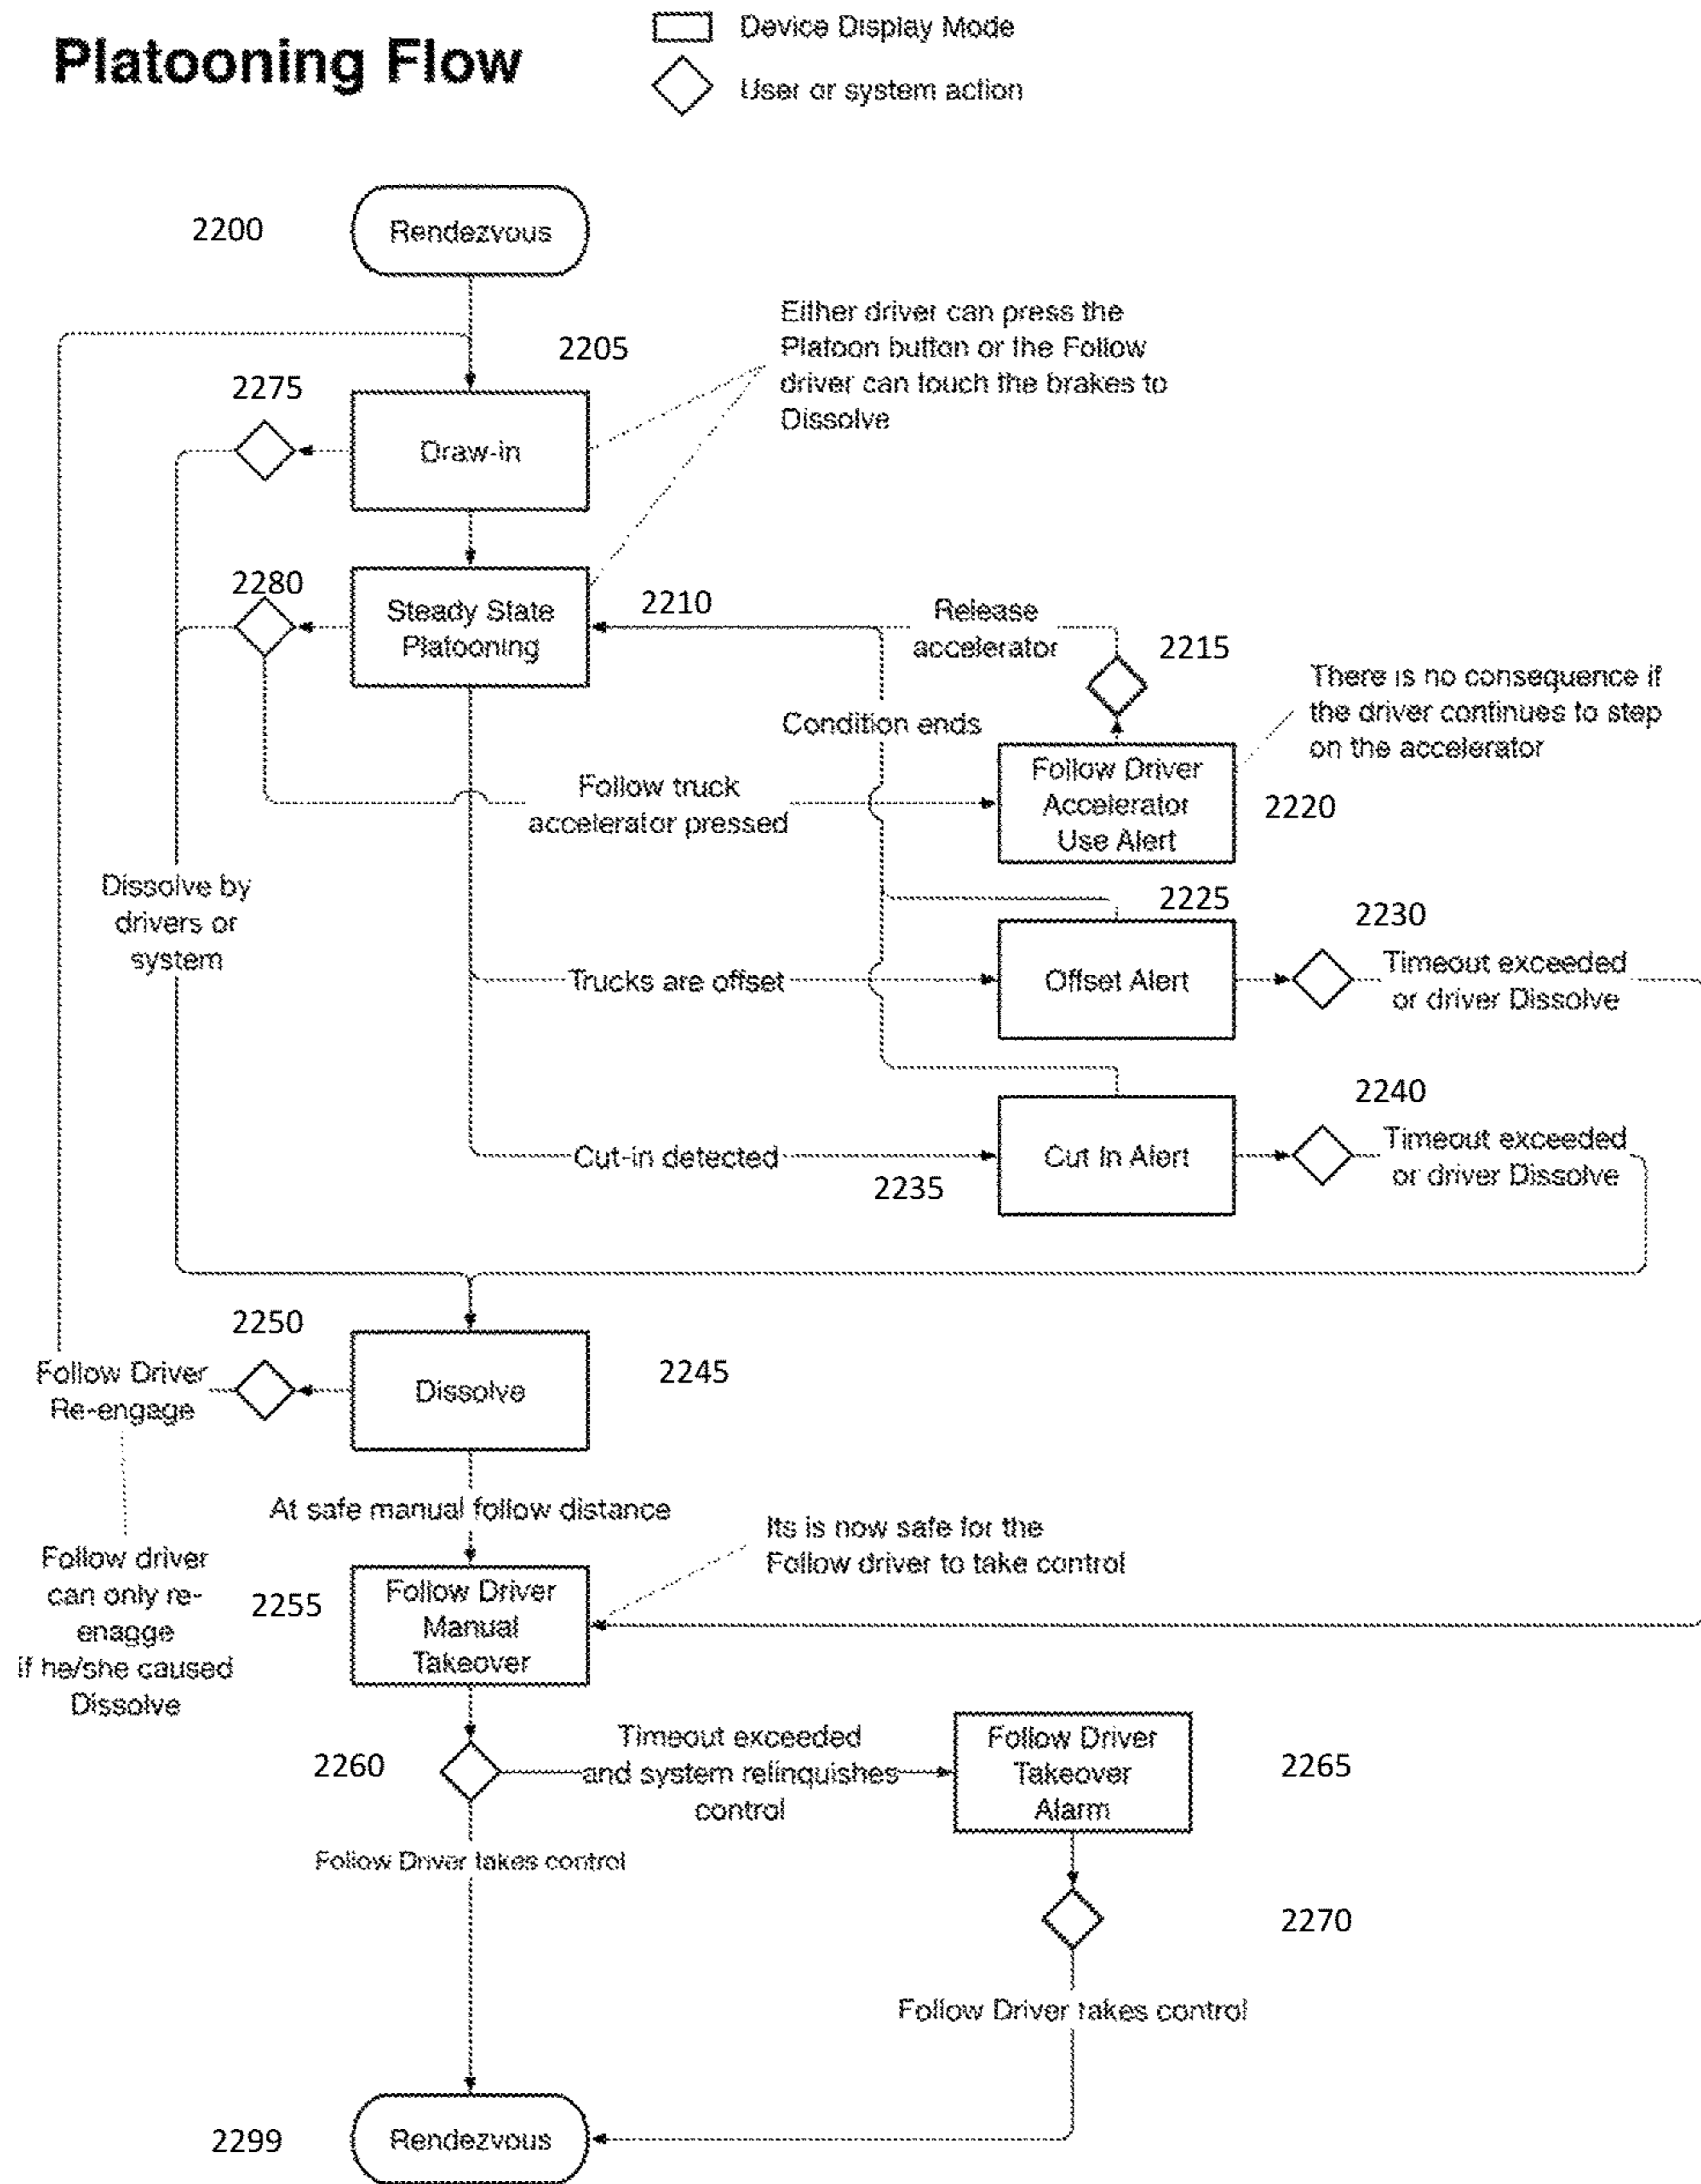 Platooning Flow
Device Display Mode
User or system action
2200
Rendezvous
Either driver can press the
Platoon button or the Follow
driver can touch the brakes to
Dissolve
2205
2275
Draw-in
2280
Steady State
Platooning
2210
Release
accelerator
2215
There is no consequence if
the driver continues to step
on the accelerator
Condition ends
Follow truck
accelerator pressed
Follow Driver
Accelerator
Use Alert
2220
Dissolve by
drivers or
system
2225
2230
Trucks are offset
Offset Alert
Timeout exceeded
or driver Dissolve
2240
Cut-in detected
2235
Cut In Alert
Timeout exceeded
or driver Dissolve
2250
Follow Driver
Re-engage
Dissolve
2245
At safe manual follow distance
Its is now safe for the
Follow driver to take control
Follow driver
can only re-
enagge
if he/she caused
Dissolve
2255
Follow Driver
Manual
Takeover
2260
Timeout exceeded
and system relinquishes
control
Follow Driver
Takeover
Alarm
2265
Follow Driver takes control
2270
Follow Driver takes control
2299
Rendezvous